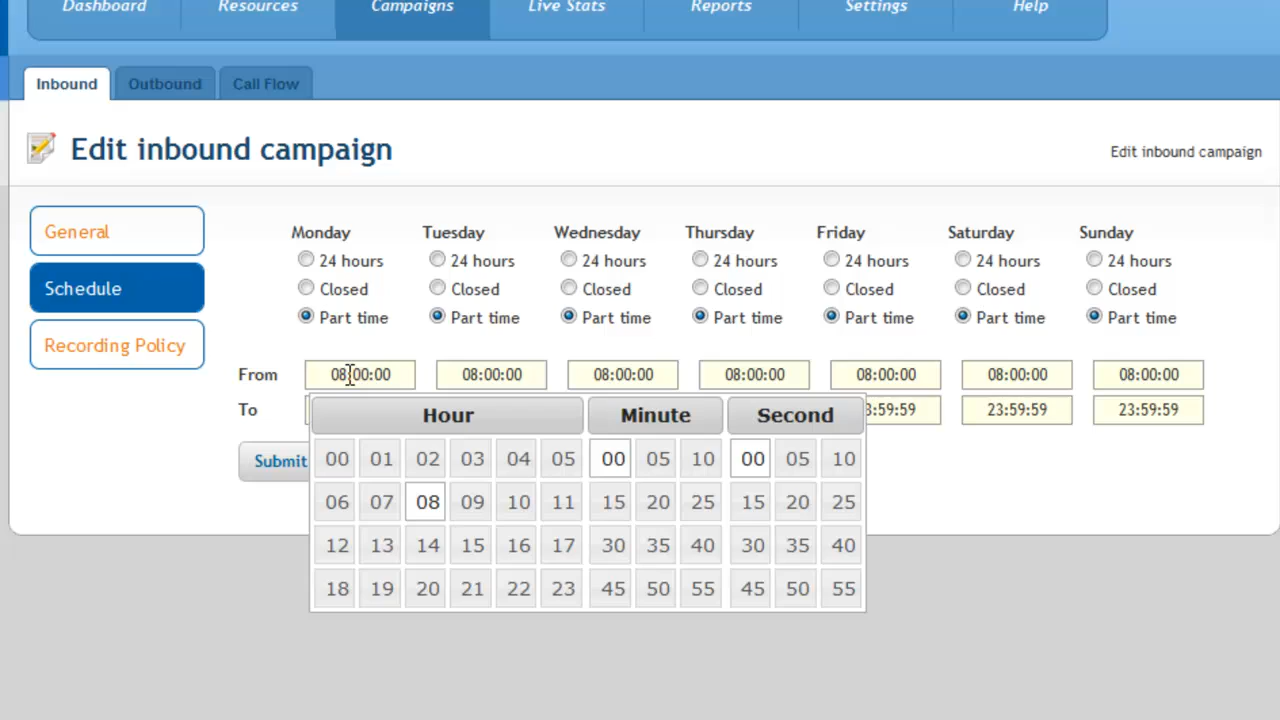 Dashboard Resources Campaigns Live Stats Reports Settings Help
Inbound Outbound Call Flow
Edit inbound campaign
Edit inbound campaign
General
Schedule
Recording Policy
Monday Tuesday Wednesday Thursday Friday Saturday Sunday
24 hours 24 hours 24 hours 24 hours 24 hours 24 hours 24 hours
Closed Closed Closed Closed Closed Closed Closed
Part time Part time Part time Part time Part time Part time Part time
From 08:00:00 08:00:00 08:00:00 08:00:00 08:00:00 08:00:00 08:00:00
To 3:59:59 23:59:59 23:59:59
Submit
Hour Minute Second
00 01 02 03 04 05 00 05 10 00 05 10
06 07 08 09 10 11 15 20 25 15 20 25
12 13 14 15 16 17 30 35 40 30 35 40
18 19 20 21 22 23 45 50 55 45 50 55